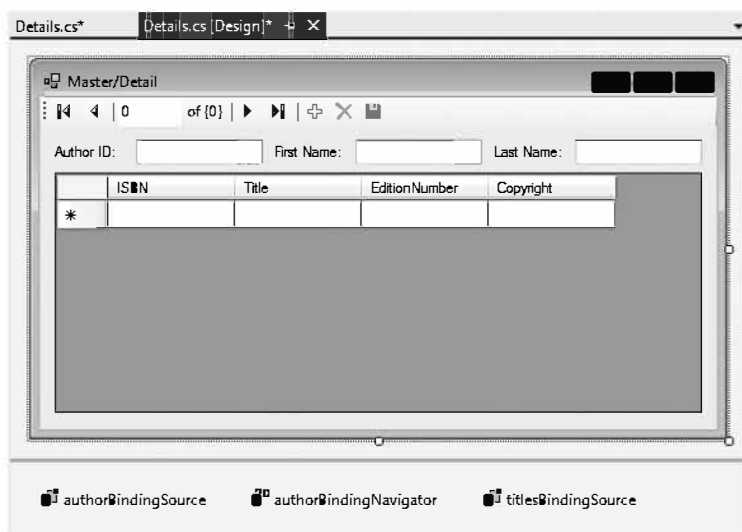 Details.cs* Details.cs [Design]*
Master/Detail
0 of {0}
Author ID: First Name: Last Name:
ISBN Title EditionNumber Copyright
authorBindingSource authorBindingNavigator titlesBindingSource